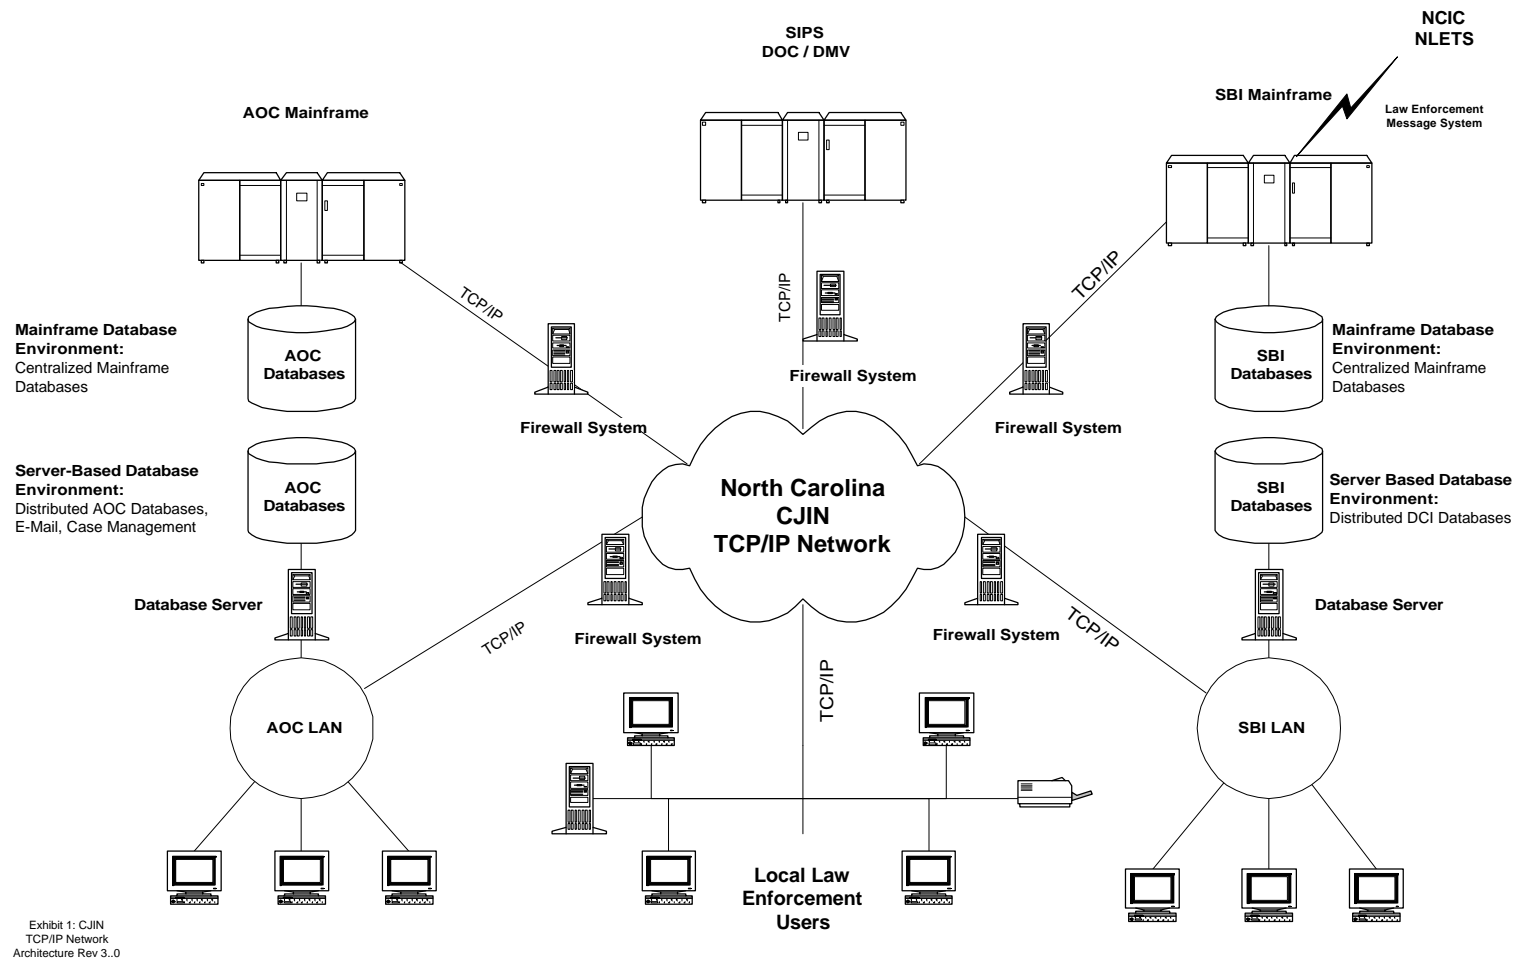 NCIC
NLETS
SIPS
DOC / DMV
SBI Mainframe
Law Enforcement
Message System
AOC Mainframe
TCP/IP
TCP/IP
TCP/IP
Mainframe Database
Environment:
Centralized Mainframe
Databases
AOC
Databases
Firewall System
Firewall System
Firewall System
SBI
Databases
Mainframe Database
Environment:
Centralized Mainframe
Databases
Server-Based Database
Environment:
Distributed AOC Databases,
E-Mail, Case Management
AOC
Databases
North Carolina
CJIN
TCP/IP Network
SBI
Databases
Server Based Database
Environment:
Distributed DCI Databases
Database Server
TCP/IP
Firewall System
TCP/IP
Firewall System
TCP/IP
Database Server
AOC LAN
SBI LAN
Local Law
Enforcement
Users
Exhibit 1: CJIN
TCP/IP Network
Architecture Rev 3..0